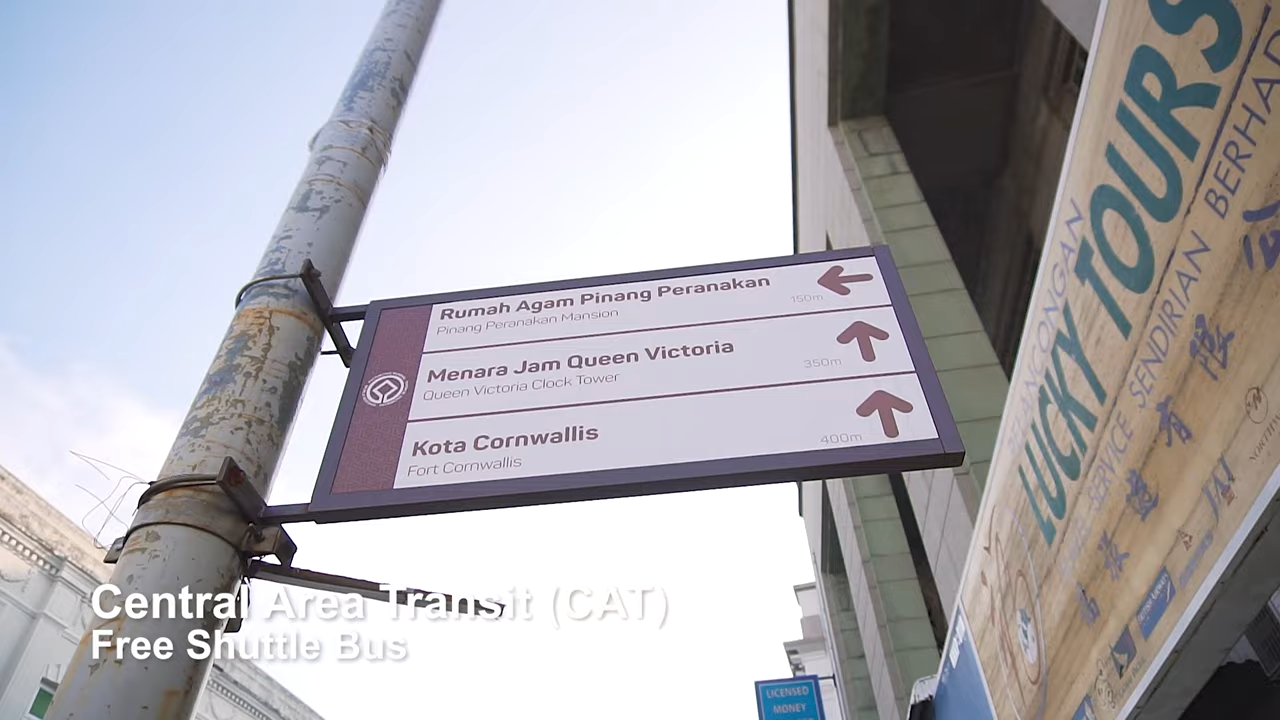 Rumah Agam Pinang Peranakan
Pinang Peranakan Mansion
150m
Menara Jam Queen Victoria
Queen Victoria Clock Tower
350m
Kota Cornwallis
Fort Cornwallis
400m
LUCKY TOURS
SERVICE SENDIRIAN BERHAD
Central Area Transit (CAT)
Free Shuttle Bus
LICENSED
MONEY